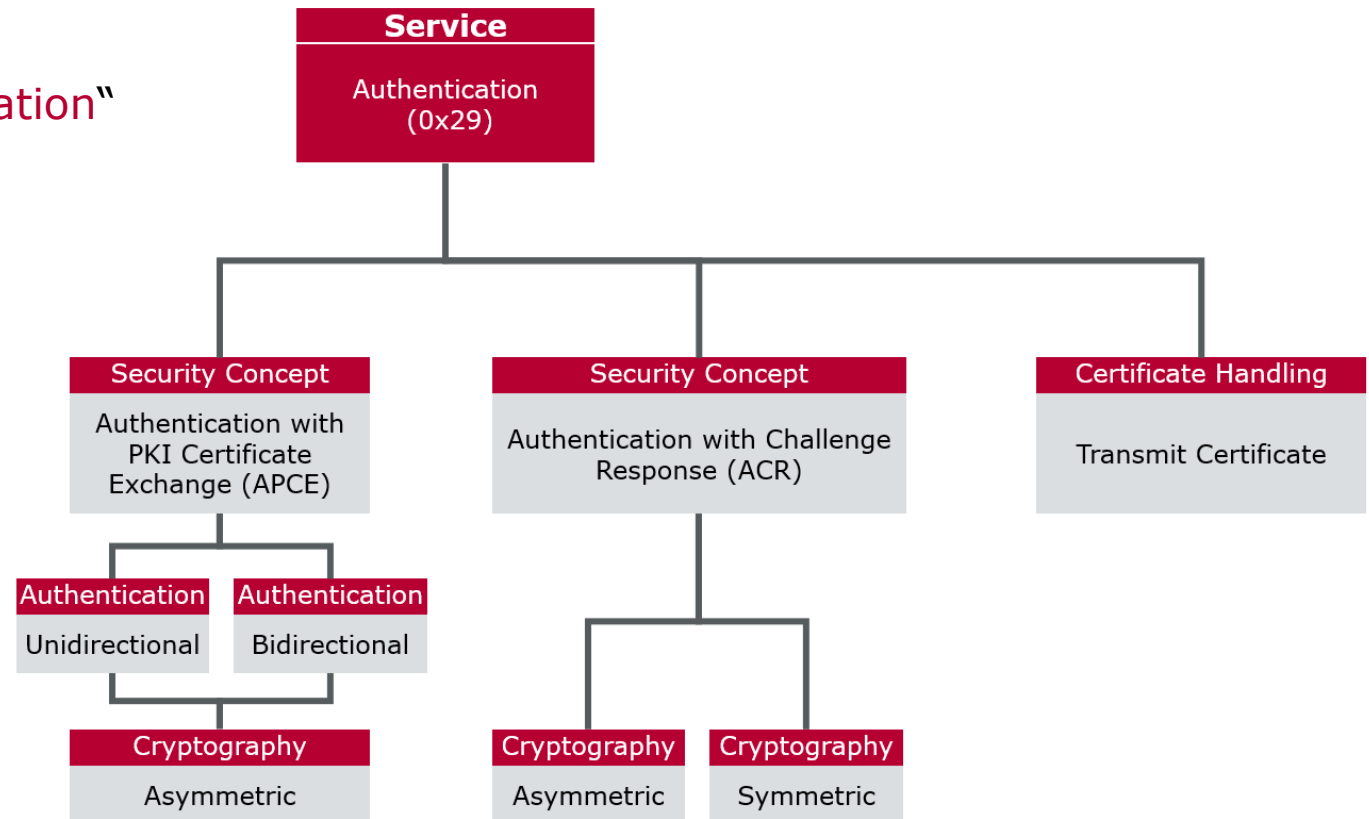 Service
ation“
Authentication
(0x29)
Security Concept
Authentication with
PKI Certificate
Exchange (APCE)
Security Concept
Authentication with Challenge
Response (ACR)
Certificate Handling
Transmit Certificate
Authentication
Unidirectional
Authentication
Bidirectional
Cryptography
Asymmetric
Cryptography
Asymmetric
Cryptography
Symmetric